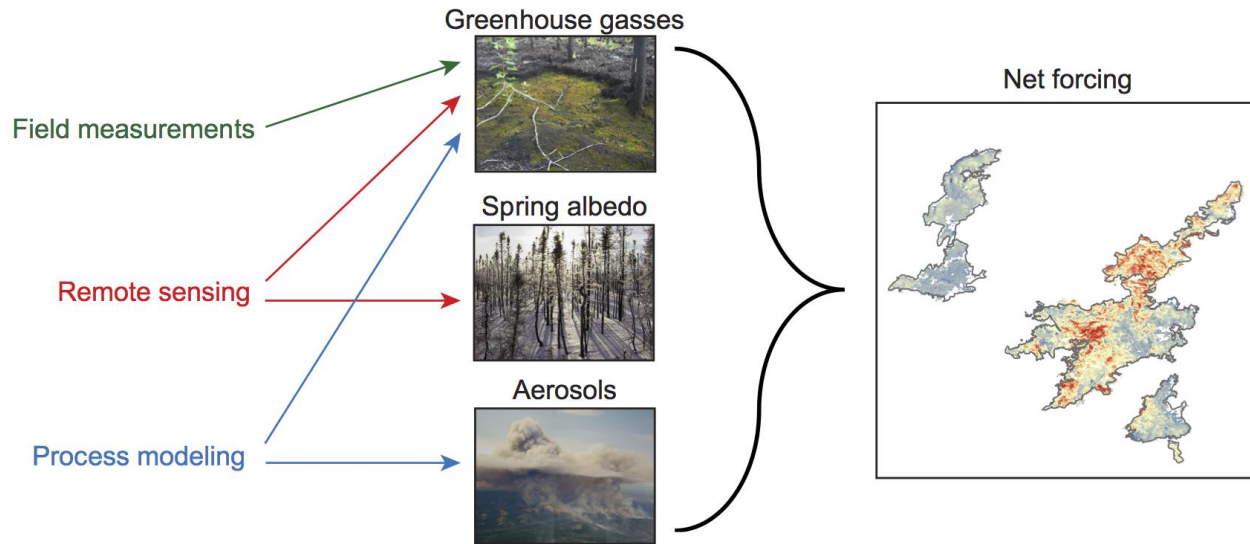 Greenhouse gasses
Field measurements
Net forcing
Spring albedo
Remote sensing
Aerosols
Process modeling